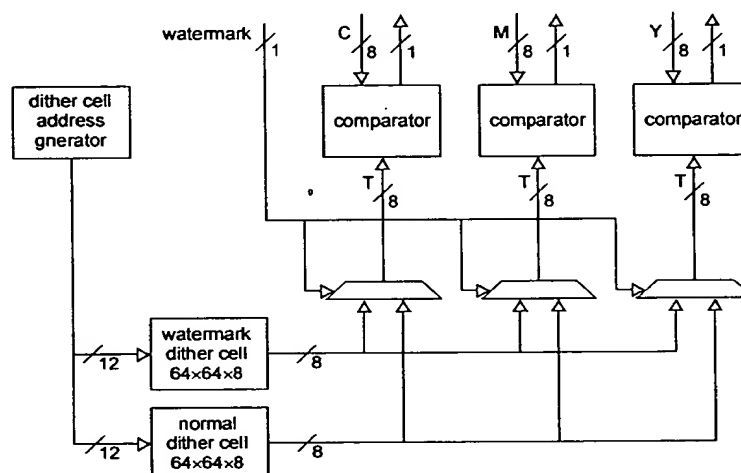 watermark
1
C
8
1
M
8
1
Y
8
1
dither cell
address
gnerator
comparator
comparator
comparator
T
8
T
8
T
8
12
watermark
dither cell
64×64×8
8
12
normal
dither cell
64×64×8
8